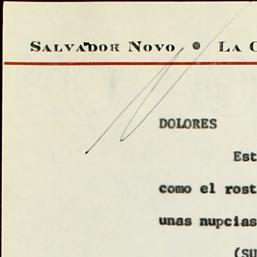 SALVADOR NOVO • LA
DOLORES
Est
como el rost
unas nupcias
(SU